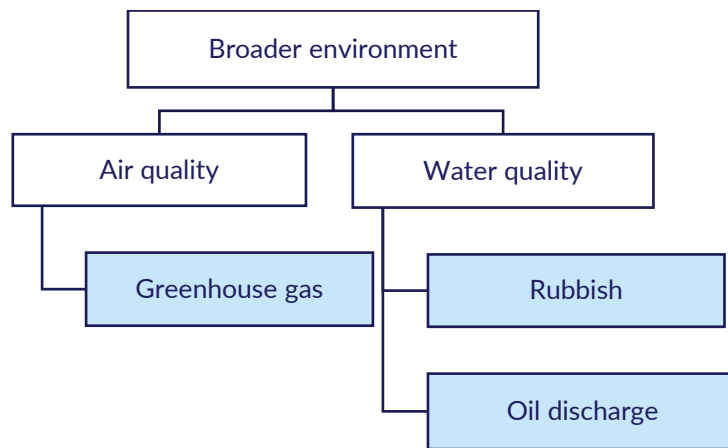 Broader environment
Air quality
Water quality
Greenhouse gas
Rubbish
Oil discharge